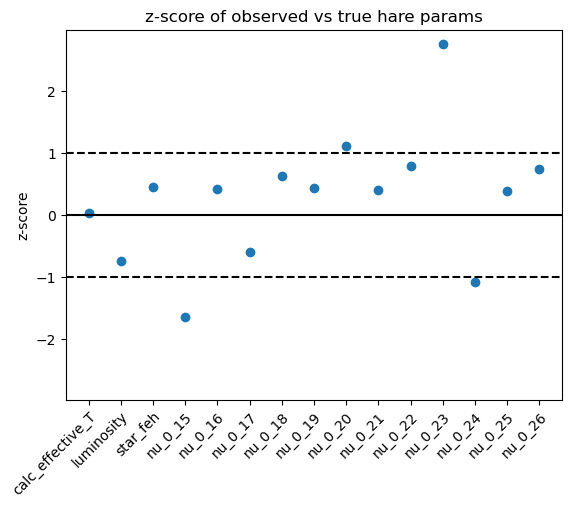 z-score of observed vs true hare params
z-score
2
1
0
−1
−2
calc_effective_T
luminosity
star_feh
nu_0_15
nu_0_16
nu_0_17
nu_0_18
nu_0_19
nu_0_20
nu_0_21
nu_0_22
nu_0_23
nu_0_24
nu_0_25
nu_0_26